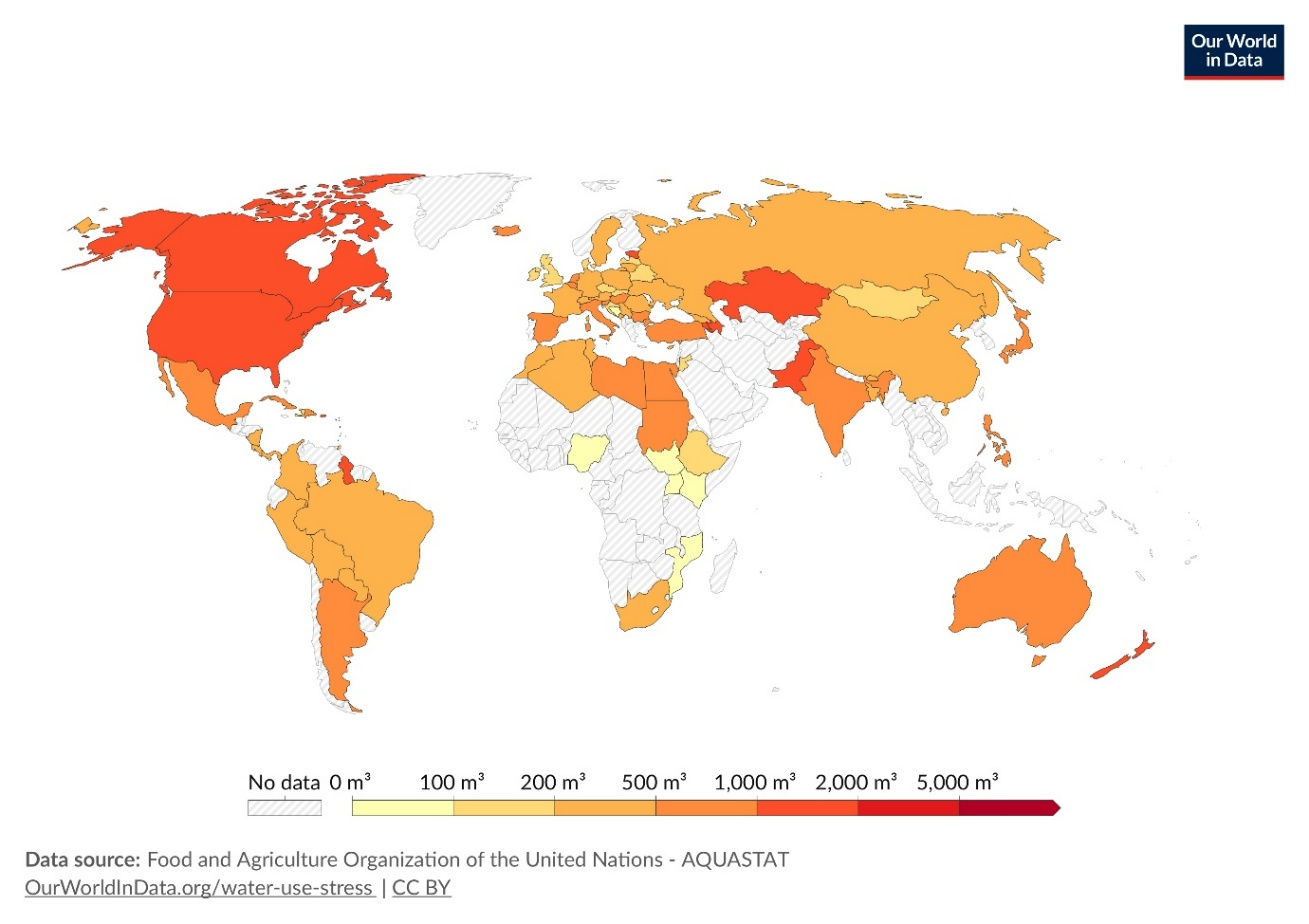 Our World
in Data
No data 0 m³ 100 m³ 200 m³ 500 m³ 1,000 m³ 2,000 m³ 5,000 m³
Data source: Food and Agriculture Organization of the United Nations - AQUASTAT
OurWorldInData.org/water-use-stress | CC BY